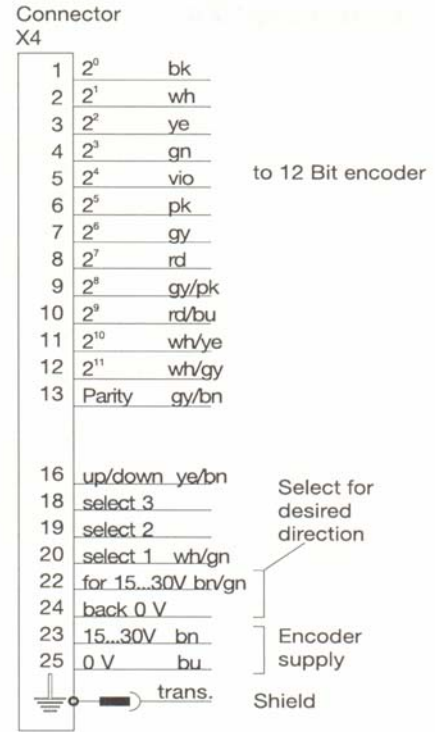 Connector
X4
1 2⁰ bk
2 2¹ wh
3 2² ye
4 2³ gn
5 2⁴ vio
to 12 Bit encoder
6 2⁵ pk
7 2⁶ gy
8 2⁷ rd
9 2⁸ gy/pk
10 2⁹ rd/bu
11 2¹⁰ wh/ye
12 2¹¹ wh/gy
13 Parity gy/bn
16 up/down ye/bn
18 select 3
19 select 2
20 select 1 wh/gn
22 for 15...30V bn/gn
24 back 0 V
Select for
desired
direction
23 15...30V bn
25 0 V bu
Encoder
supply
trans.
Shield